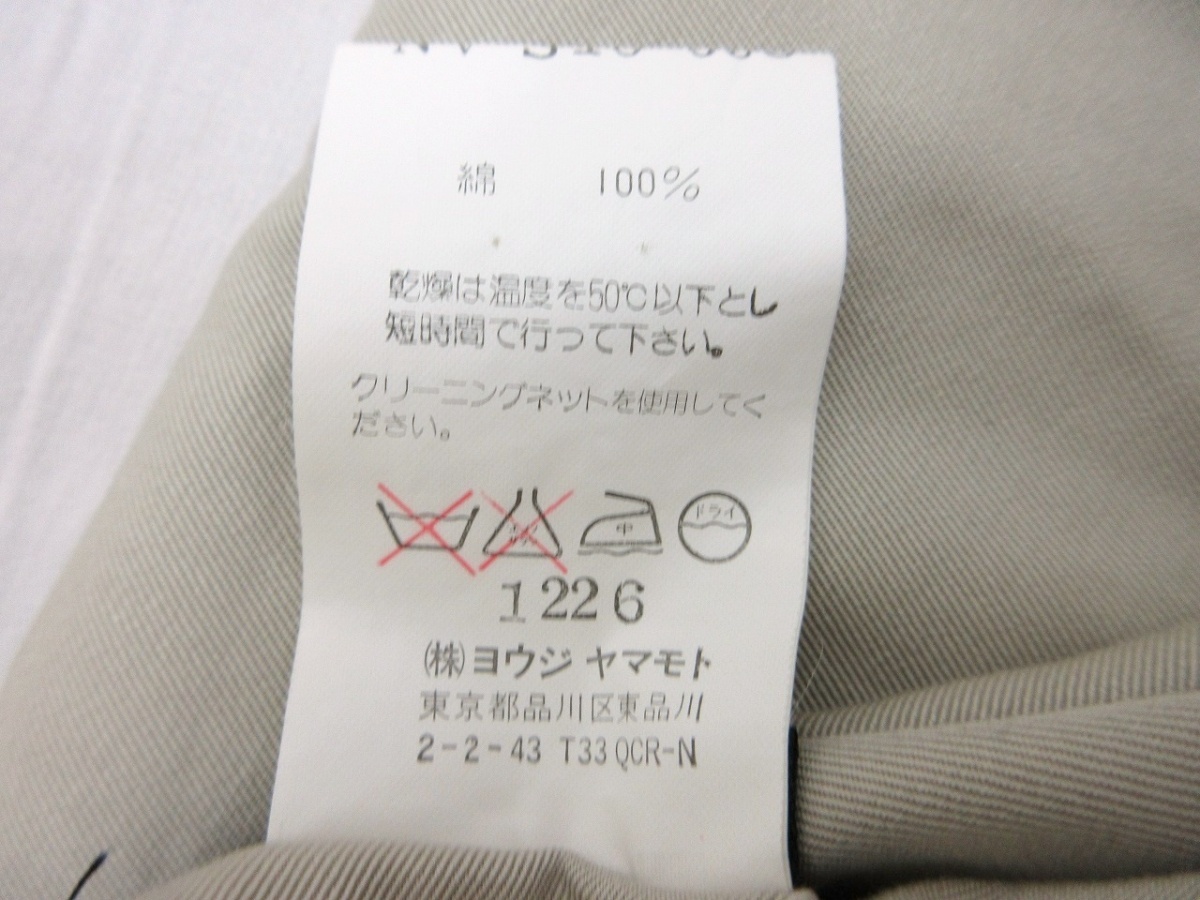 綿 100%
乾燥は温度を50℃以下とし
短時間で行って下さい。
クリーニングネットを使用してく
ださい。
中 ドライ
1226
(株)ヨウジ ヤマモト
東京都品川区東品川
2-2-43 T33QCR-N